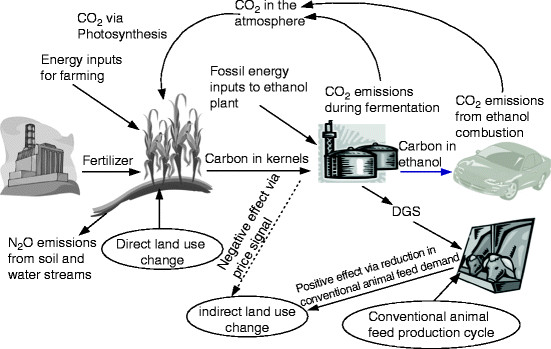 CO2 via
Photosynthesis
CO2 in the
atmosphere
Energy inputs
for farming
Fossil energy
inputs to ethanol
plant
CO2 emissions
during fermentation
CO2 emissions
from ethanol
combustion
Fertilizer
Carbon in kernels
Carbon in
ethanol
DGS
N2O emissions
from soil and
water streams
Direct land use
change
Negative effect via
price signal
Positive effect via reduction in
conventional animal feed demand
indirect land use
change
Conventional animal
feed production cycle